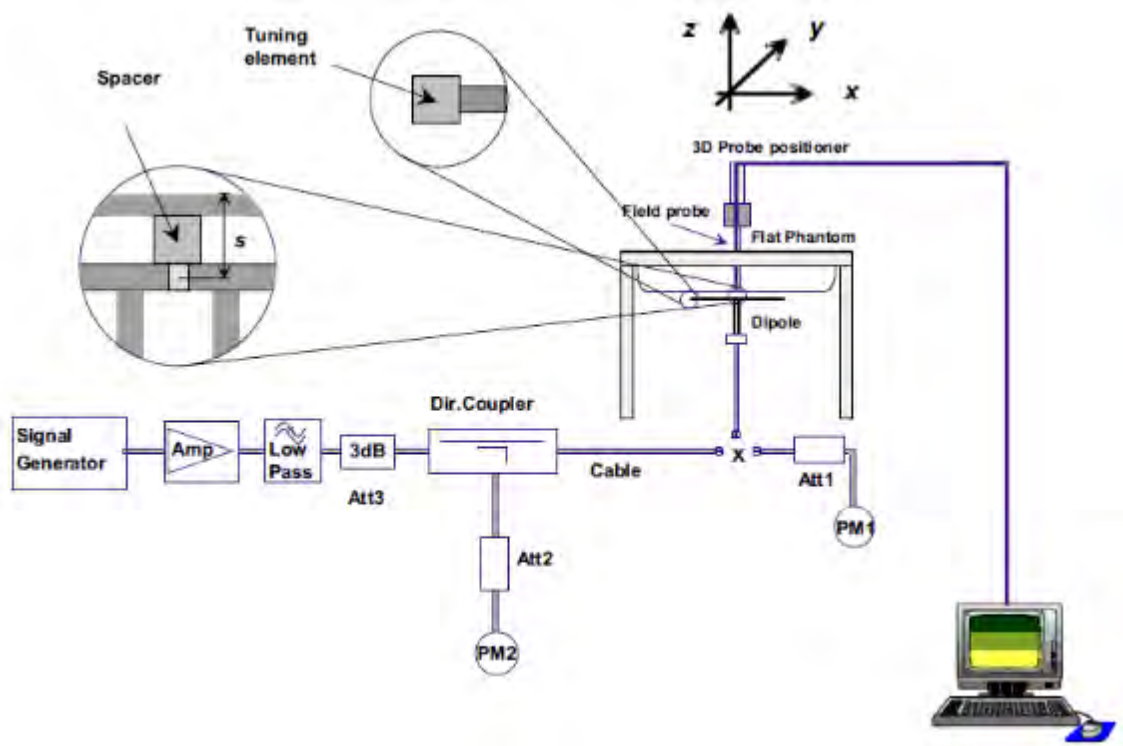 Tuning
element
Spacer
z
y
x
s
3D Probe positioner
Field probe
Flat Phantom
Dipole
Dir.Coupler
Signal
Generator
Amp
Low
Pass
3dB
Att3
Cable
x
Att1
PM1
Att2
PM2